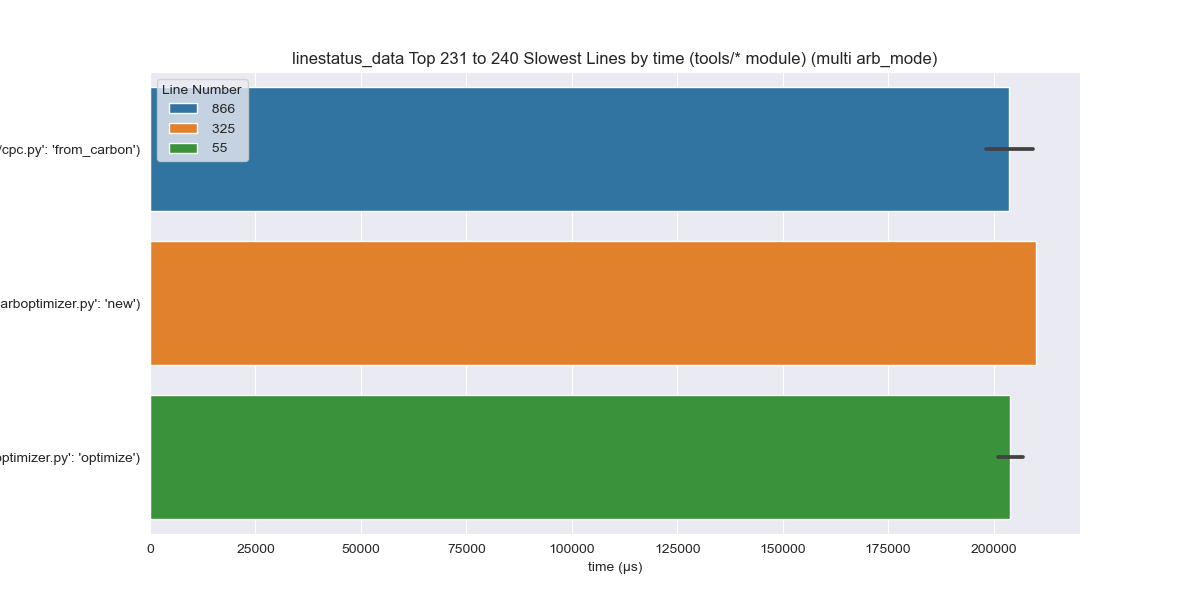 linestatus_data Top 231 to 240 Slowest Lines by time (tools/* module) (multi arb_mode)
Line Number
866
325
55
/cpc.py': 'from_carbon')
arboptimizer.py': 'new')
optimizer.py': 'optimize')
0 25000 50000 75000 100000 125000 150000 175000 200000
time (µs)